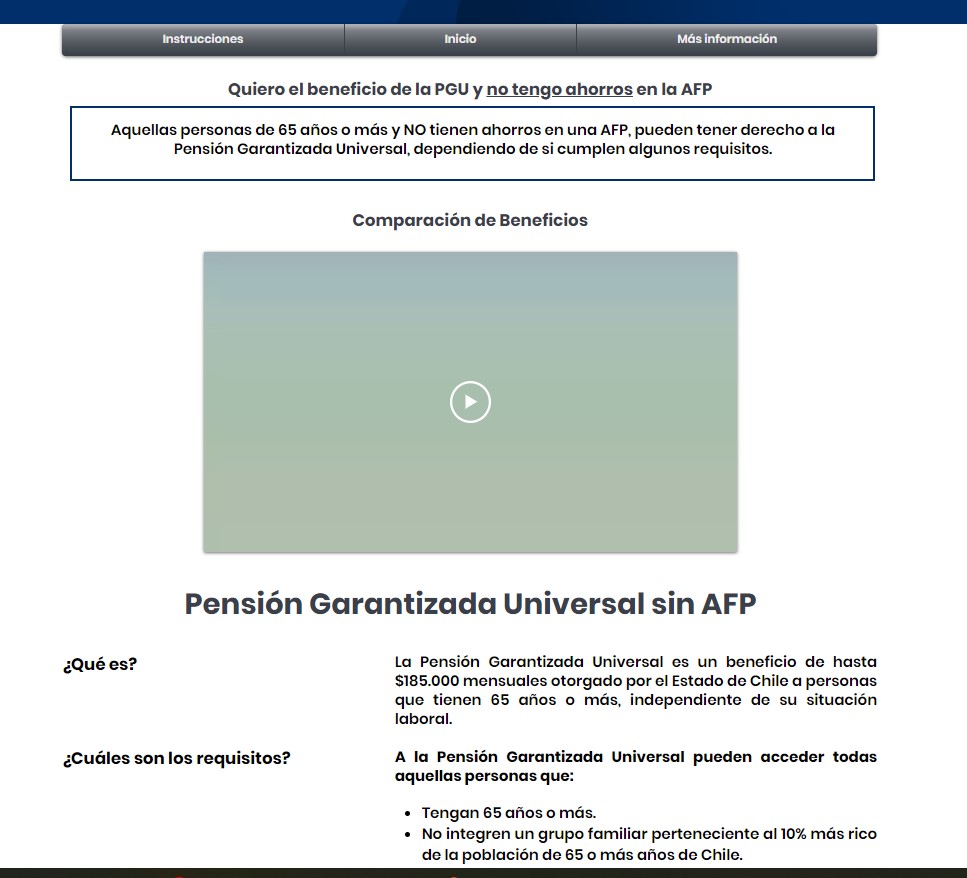 Instrucciones
Inicio
Más información
Quiero el beneficio de la PGU y no tengo ahorros en la AFP
Aquellas personas de 65 años o más y NO tienen ahorros en una AFP, pueden tener derecho a la
Pensión Garantizada Universal, dependiendo de si cumplen algunos requisitos.
Comparación de Beneficios
Pensión Garantizada Universal sin AFP
¿Qué es?
La Pensión Garantizada Universal es un beneficio de hasta
$185.000 mensuales otorgado por el Estado de Chile a personas
que tienen 65 años o más, independiente de su situación
laboral.
¿Cuáles son los requisitos?
A la Pensión Garantizada Universal pueden acceder todas
aquellas personas que:
• Tengan 65 años o más.
• No integren un grupo familiar perteneciente al 10% más rico
de la población de 65 o más años de Chile.